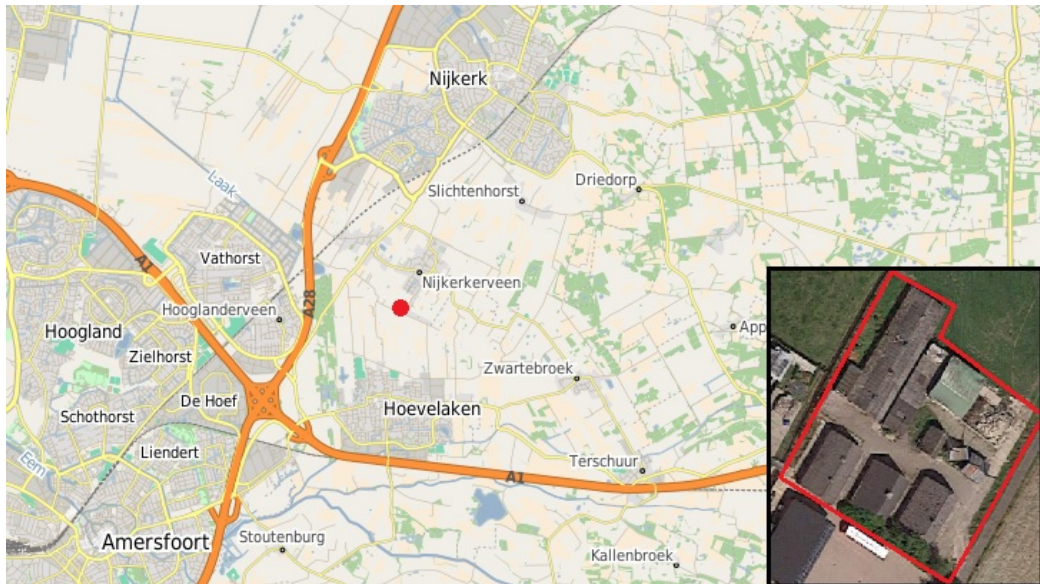 Nijkerk
Laak
Slichtenhorst
Driedorp
A1
Vathorst
Nijkerkerveen
A28
Hooglanderveen
Hoogland
App
Zielhorst
Zwartebroek
De Hoef
Schothorst
Hoevelaken
Liendert
Eem
Terschuur
A1
Amersfoort
Stoutenburg
Kallenbroek